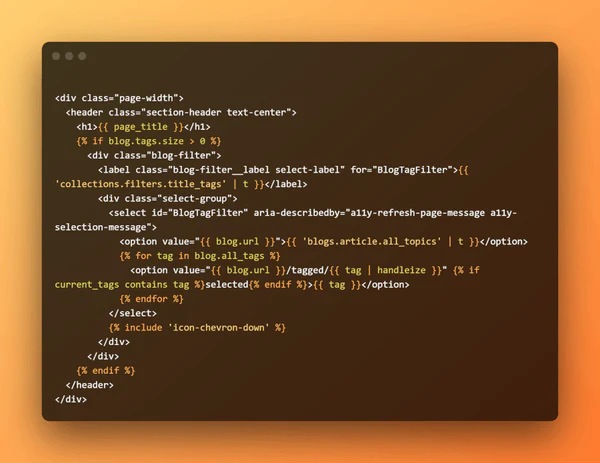 <div class="page-width">
<header class="section-header text-center">
<h1>{{ page_title }}</h1>
{% if blog.tags.size > 0 %}
<div class="blog-filter">
<label class="blog-filter__label select-label" for="BlogTagFilter">{{
'collections.filters.title_tags' | t }}</label>
<div class="select-group">
<select id="BlogTagFilter" aria-describedby="a11y-refresh-page-message a11y-
selection-message">
<option value="{{ blog.url }}">{{ 'blogs.article.all_topics' | t }}</option>
{% for tag in blog.all_tags %}
<option value="{{ blog.url }}/tagged/{{ tag | handleize }}" {% if
current_tags contains tag %}selected{% endif %}>{{ tag }}</option>
{% endfor %}
</select>
{% include 'icon-chevron-down' %}
</div>
</div>
{% endif %}
</header>
</div>